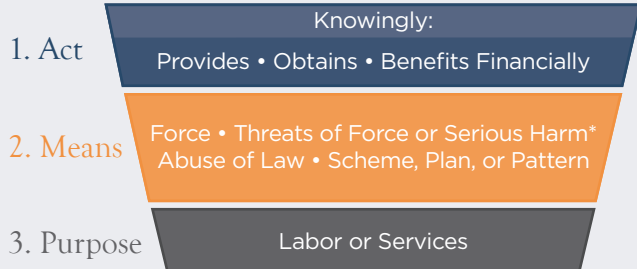 Knowingly:
1. Act
Provides • Obtains • Benefits Financially
2. Means
Force • Threats of Force or Serious Harm*
Abuse of Law • Scheme, Plan, or Pattern
3. Purpose
Labor or Services